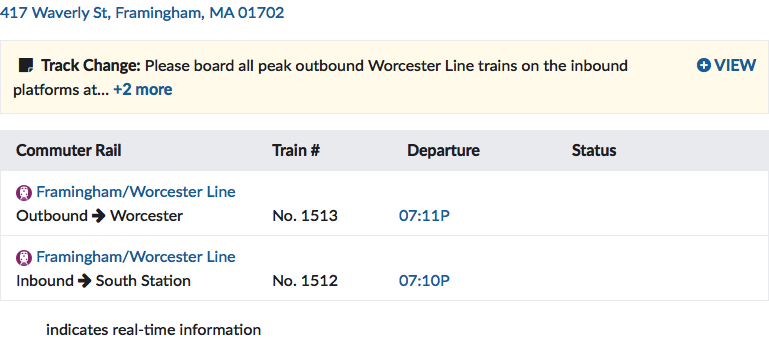 417 Waverly St, Framingham, MA 01702
Track Change: Please board all peak outbound Worcester Line trains on the inbound
platforms at... +2 more
VIEW
Commuter Rail Train # Departure Status
Framingham/Worcester Line
Outbound → Worcester No. 1513 07:11P
Framingham/Worcester Line
Inbound → South Station No. 1512 07:10P
indicates real-time information